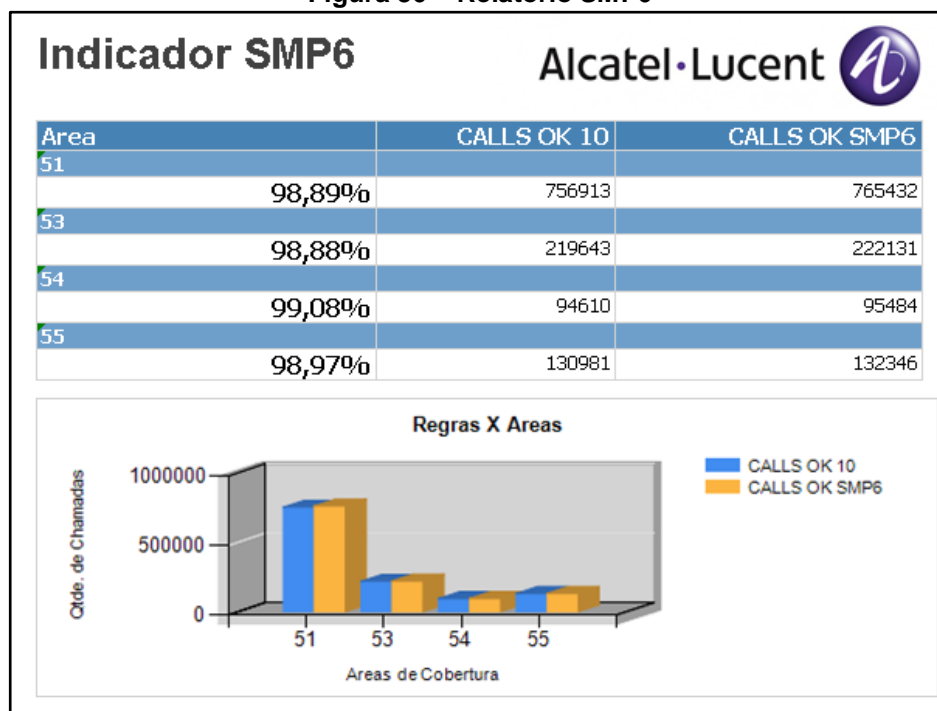 Indicador SMP6
Alcatel·Lucent
Area CALLS OK 10 CALLS OK SMP6
51
98,89% 756913 765432
53
98,88% 219643 222131
54
99,08% 94610 95484
55
98,97% 130981 132346
Regras X Areas
CALLS OK 10
CALLS OK SMP6
Qtde. de Chamadas
1000000
500000
0
51 53 54 55
Areas de Cobertura